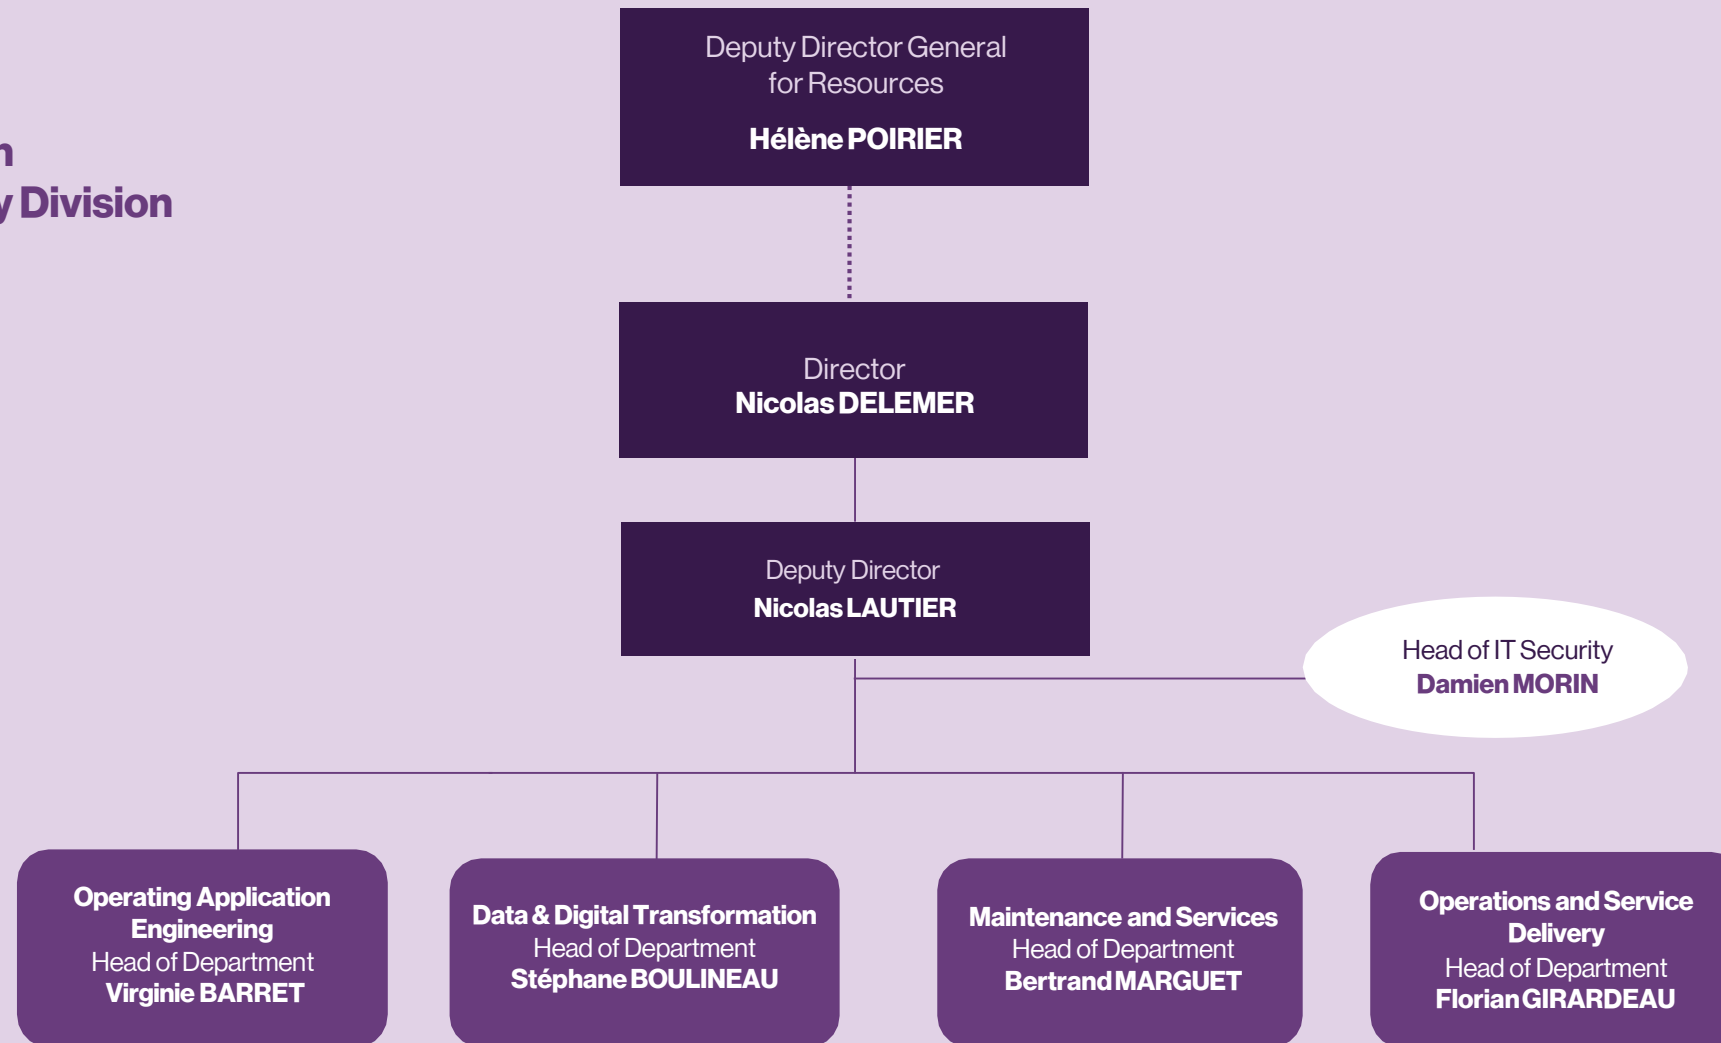 Deputy Director General
for Resources
Hélène POIRIER
Division
Director
Nicolas DELEMER
Deputy Director
Nicolas LAUTIER
Head of IT Security
Damien MORIN
Operating Application
Engineering
Head of Department
Virginie BARRET
Data & Digital Transformation
Head of Department
Stéphane BOULINEAU
Maintenance and Services
Head of Department
Bertrand MARGUET
Operations and Service
Delivery
Head of Department
Florian GIRARDEAU